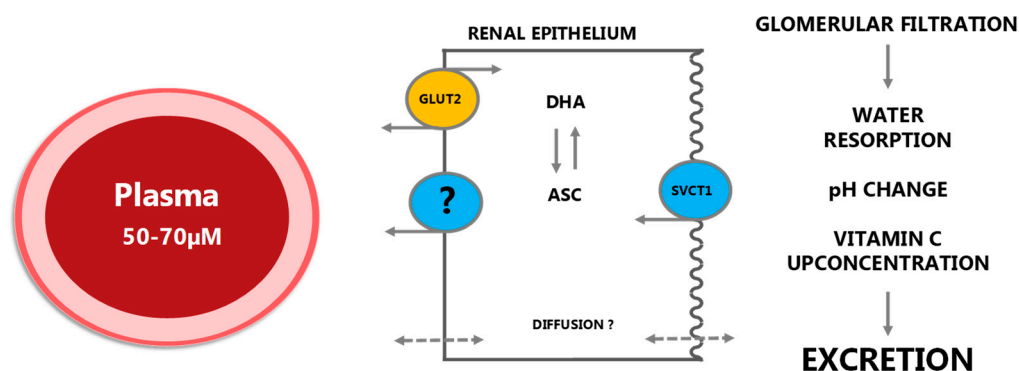 Plasma
50-70µM
RENAL EPITHELIUM
GLUT2
DHA
?
ASC
SVCT1
DIFFUSION ?
GLOMERULAR FILTRATION
WATER
RESORPTION
pH CHANGE
VITAMIN C
UPCONCENTRATION
EXCRETION